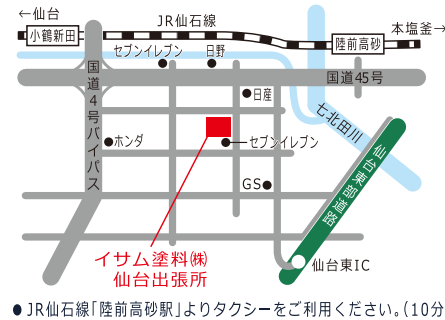 ←仙台
JR仙石線
本塩釜→
小鶴新田
セブンイレブン
日野
陸前高砂
国道45号
国道4号バイパス
日産
七北田川
ホンダ
セブンイレブン
仙台東部道路
GS
イサム塗料㈱
仙台出張所
仙台東IC
●JR仙石線「陸前高砂駅」よりタクシーをご利用ください。(10分